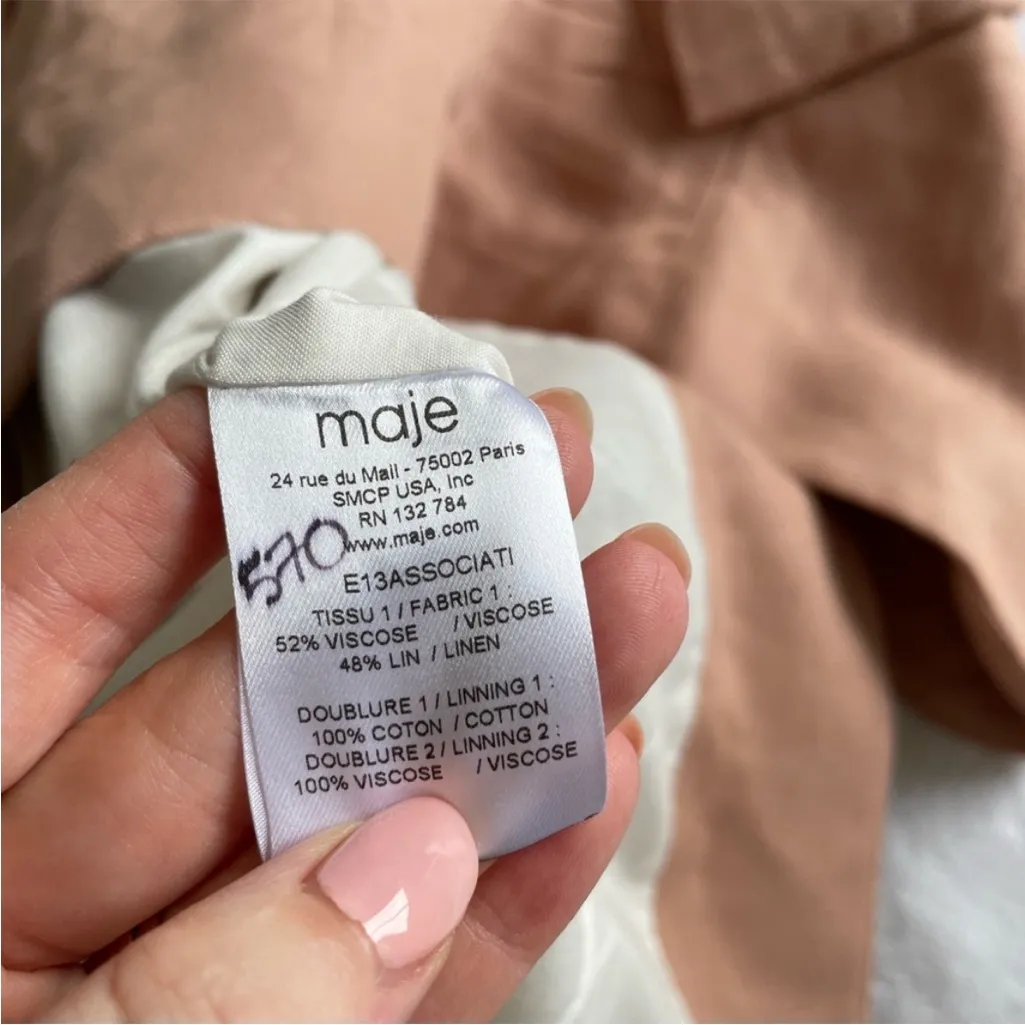 maje
24 rue du Mail - 75002 Paris
SMCP USA, Inc
RN 132 784
www.maje.com
570
E13ASSOCIATI
TISSU 1 / FABRIC 1 :
52% VISCOSE / VISCOSE
48% LIN / LINEN
DOUBLURE 1 / LINNING 1 :
100% COTON / COTTON
DOUBLURE 2 / LINNING 2 :
100% VISCOSE / VISCOSE